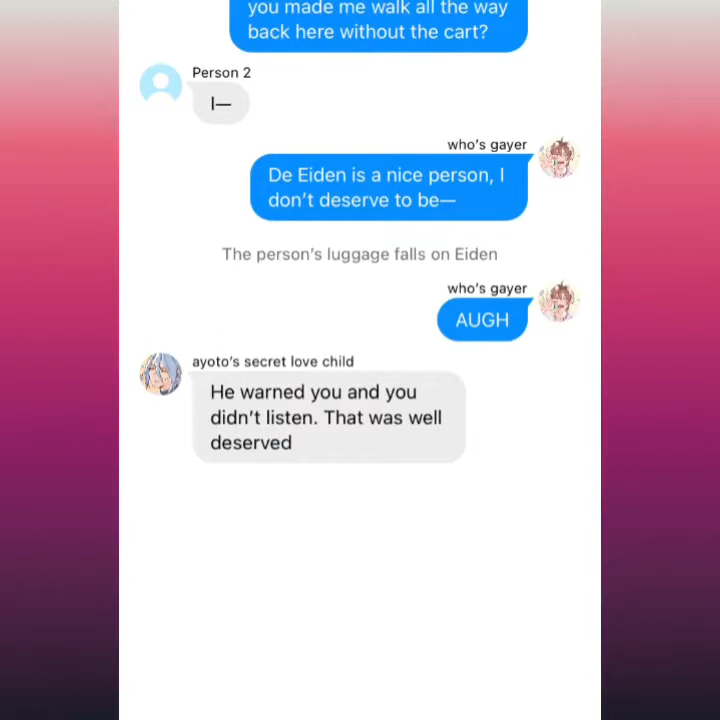 you made me walk all the way
back here without the cart?
Person 2
I—
who's gayer
De Eiden is a nice person, I
don't deserve to be—
The person's luggage falls on Eiden
who's gayer
AUGH
ayoto's secret love child
He warned you and you
didn't listen. That was well
deserved